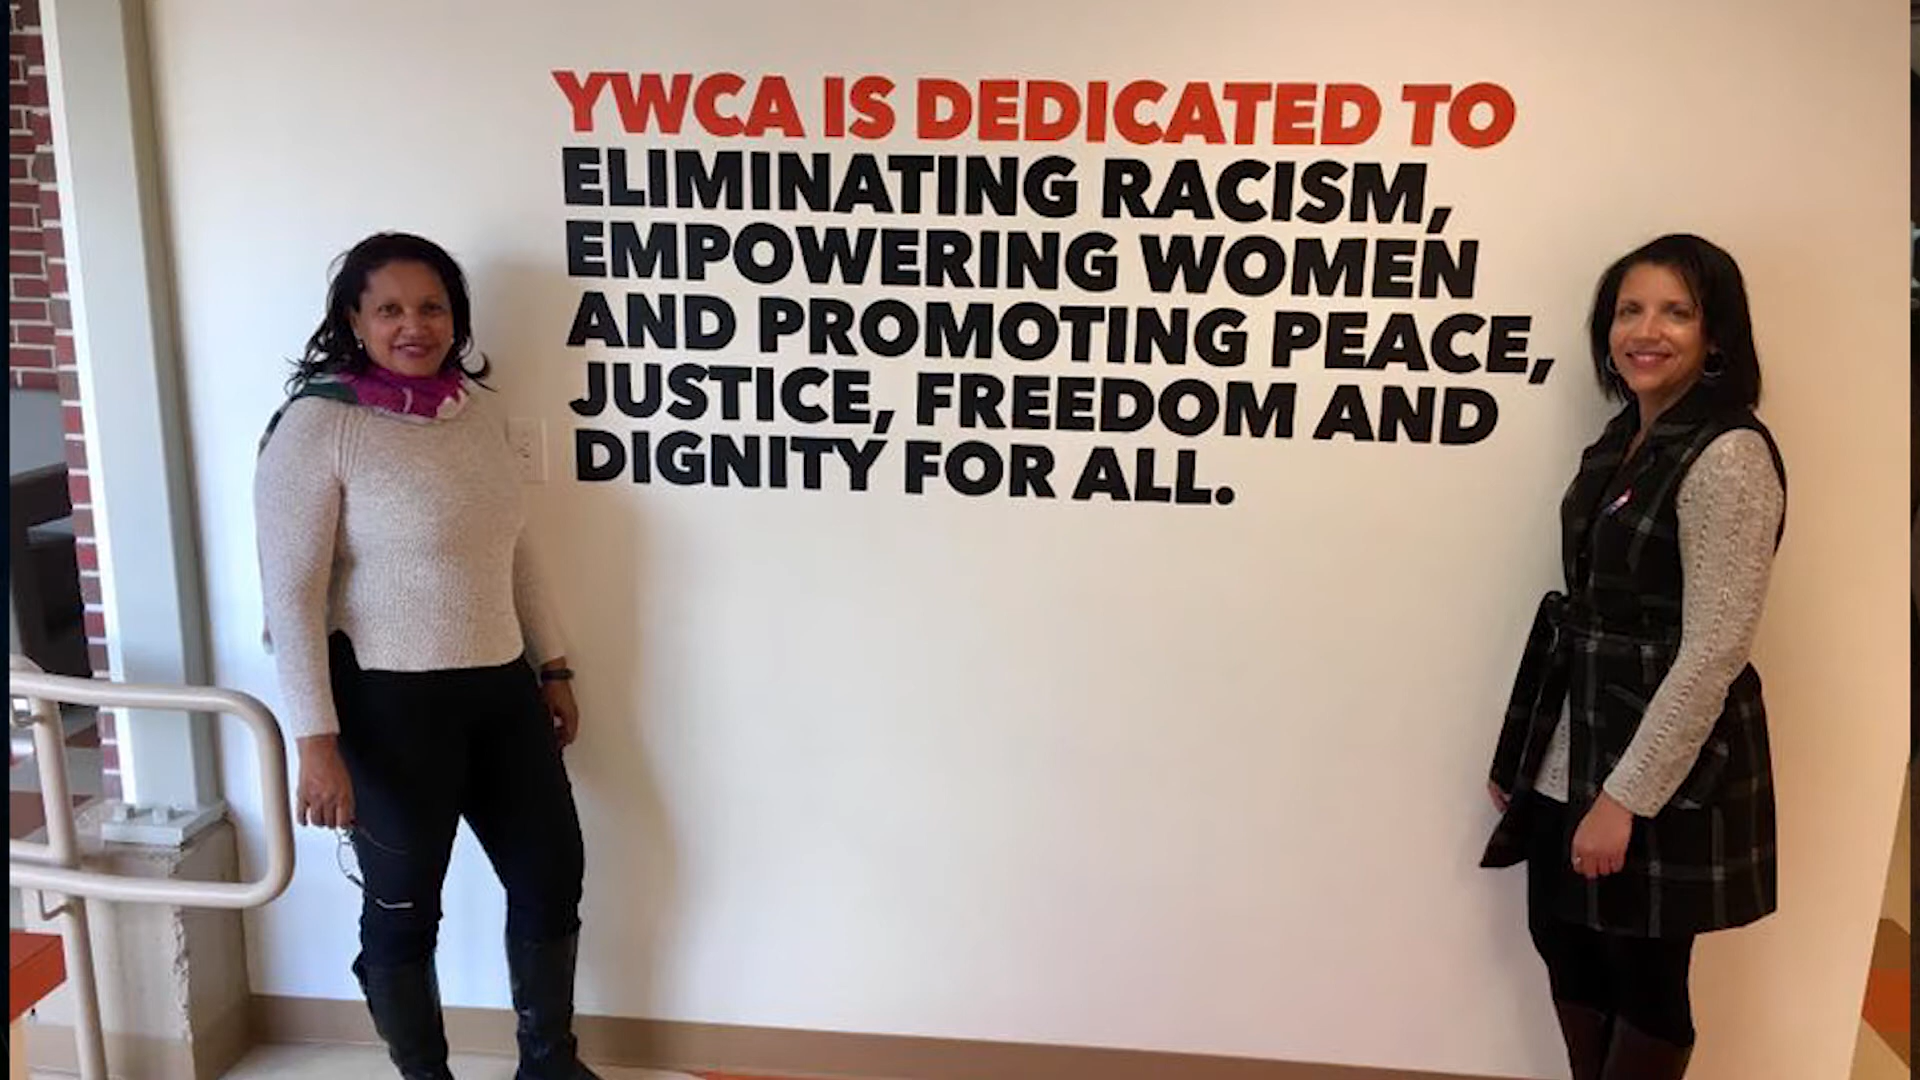 YWCA IS DEDICATED TO
ELIMINATING RACISM,
EMPOWERING WOMEN
AND PROMOTING PEACE,
JUSTICE, FREEDOM AND
DIGNITY FOR ALL.